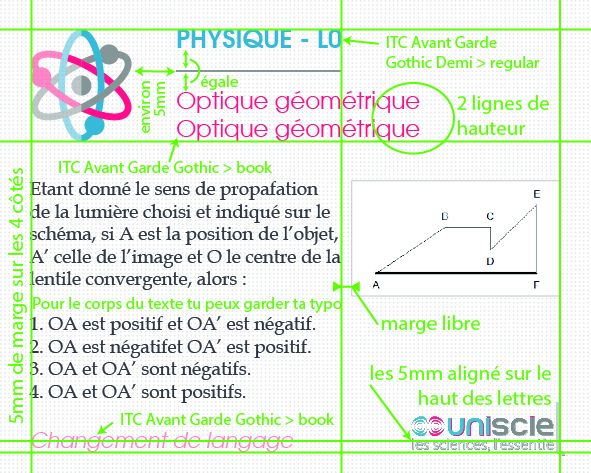 PHYSIQUE - L0
ITC Avant Garde
Gothic Demi > regular
égale
environ
5mm
Optique géométrique
Optique géométrique
2 lignes de
hauteur
ITC Avant Garde Gothic > book
5mm de marge sur les 4 côtés
Etant donné le sens de propafation
de la lumière choisi et indiqué sur le
schéma, si A est la position de l'objet,
A' celle de l'image et O le centre de la
lentile convergente, alors :
A
B
C
D
E
F
Pour le corps du texte tu peux garder ta typo
marge libre
1. OA est positif et OA' est négatif.
2. OA est négatifet OA' est positif.
3. OA et OA' sont négatifs.
4. OA et OA' sont positifs.
les 5mm aligné sur le
haut des lettres
ITC Avant Garde Gothic > book
Changement de langage
uniscie
les sciences, l'essentie